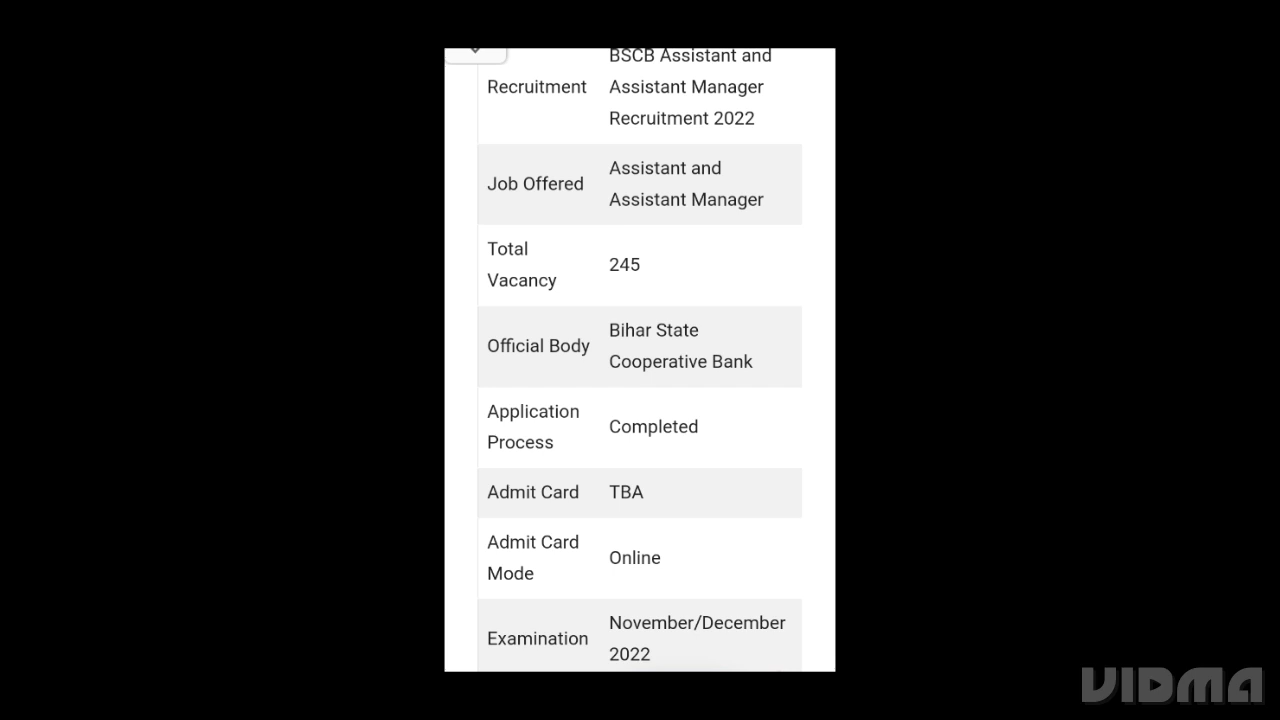 BSCB Assistant and
Recruitment Assistant Manager
Recruitment 2022
Assistant and
Job Offered
Assistant Manager
Total
245
Vacancy
Bihar State
Official Body
Cooperative Bank
Application
Completed
Process
Admit Card TBA
Admit Card
Online
Mode
November/December
Examination
2022
VIDMA